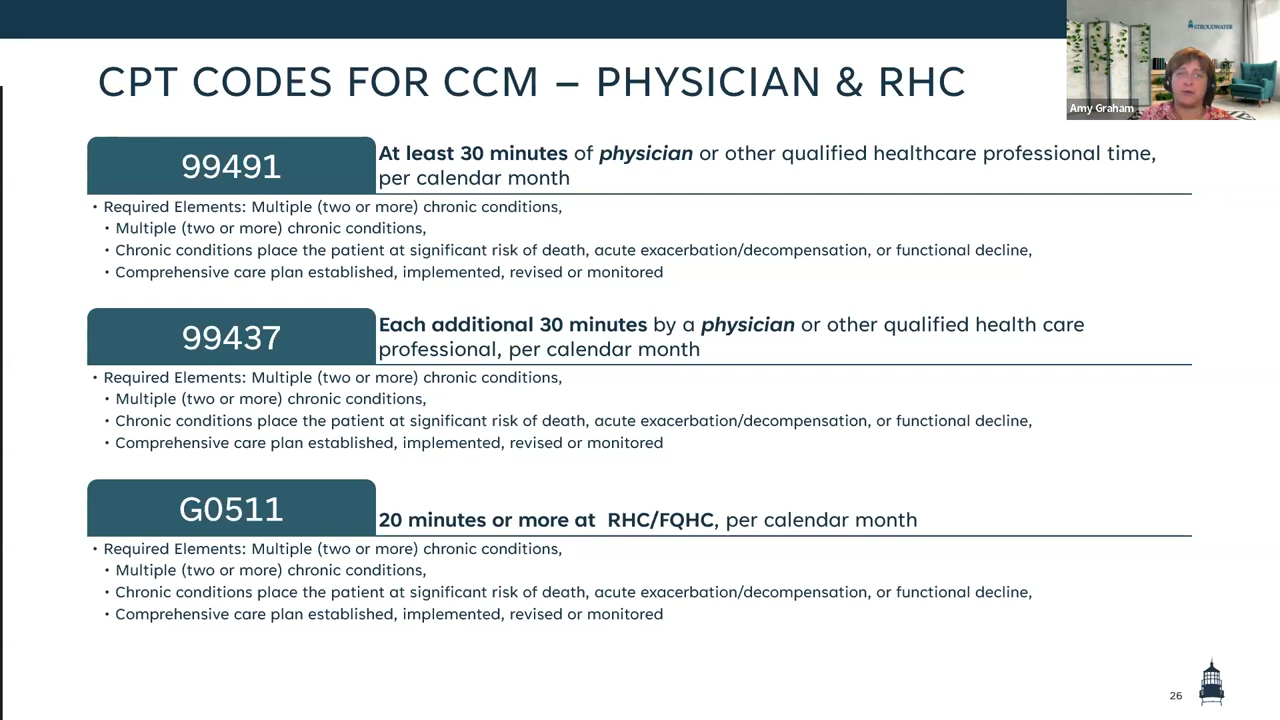 STROUDWATER
Amy Graham
CPT CODES FOR CCM – PHYSICIAN & RHC
99491
At least 30 minutes of physician or other qualified healthcare professional time,
per calendar month
• Required Elements: Multiple (two or more) chronic conditions,
• Multiple (two or more) chronic conditions,
• Chronic conditions place the patient at significant risk of death, acute exacerbation/decompensation, or functional decline,
• Comprehensive care plan established, implemented, revised or monitored
99437
Each additional 30 minutes by a physician or other qualified health care
professional, per calendar month
• Required Elements: Multiple (two or more) chronic conditions,
• Multiple (two or more) chronic conditions,
• Chronic conditions place the patient at significant risk of death, acute exacerbation/decompensation, or functional decline,
• Comprehensive care plan established, implemented, revised or monitored
G0511
20 minutes or more at RHC/FQHC, per calendar month
• Required Elements: Multiple (two or more) chronic conditions,
• Multiple (two or more) chronic conditions,
• Chronic conditions place the patient at significant risk of death, acute exacerbation/decompensation, or functional decline,
• Comprehensive care plan established, implemented, revised or monitored
26